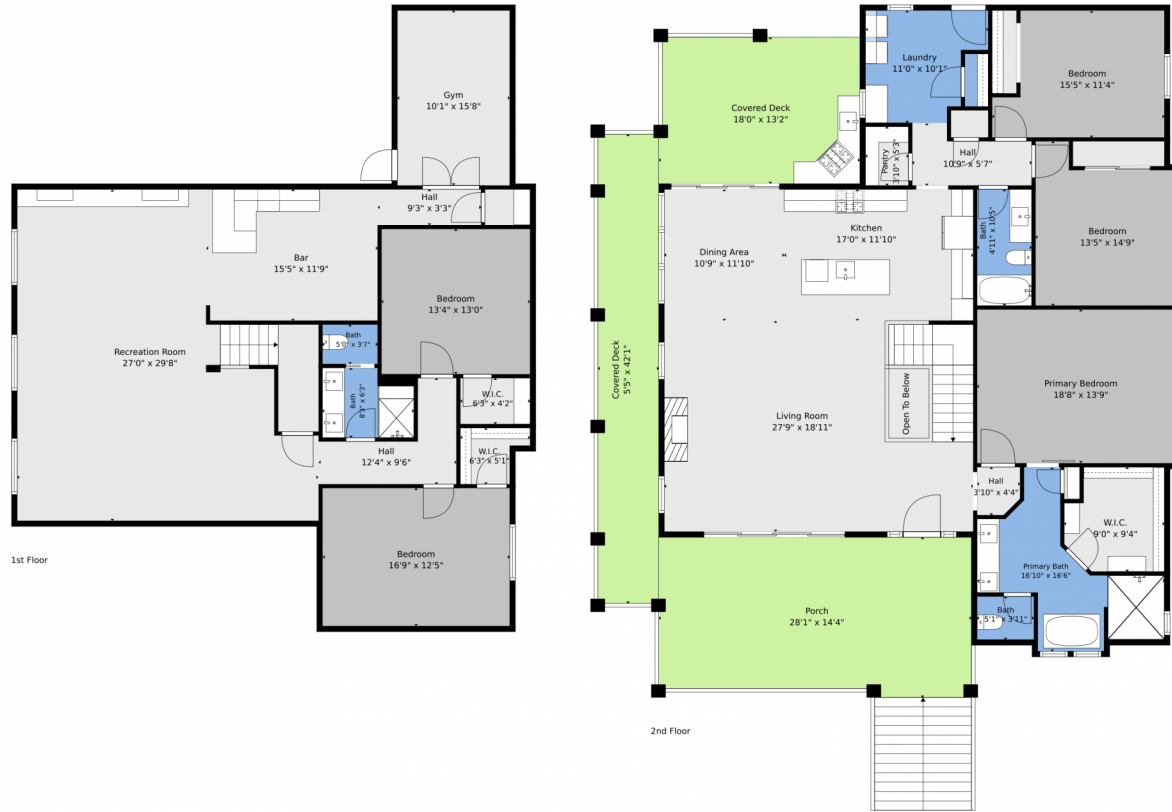 Gym
10'1" x 15'8"
Hall
9'3" x 3'3"
Bar
15'5" x 11'9"
Bedroom
13'4" x 13'0"
Recreation Room
27'0" x 29'8"
Bath
5'0" x 3'7"
Bath
8'3" x 6'3"
W.I.C.
6'3" x 4'2"
Hall
12'4" x 9'6"
W.I.C.
6'3" x 5'1"
Bedroom
16'9" x 12'5"
1st Floor
Laundry
11'0" x 10'1"
Bedroom
15'5" x 11'4"
Covered Deck
18'0" x 13'2"
Pantry
3'10" x 5'3"
Hall
10'9" x 5'7"
Kitchen
17'0" x 11'10"
Bath
4'11" x 10'5"
Bedroom
13'5" x 14'9"
Dining Area
10'9" x 11'10"
Covered Deck
5'5" x 42'1"
Open To Below
Primary Bedroom
18'8" x 13'9"
Living Room
27'9" x 18'11"
Hall
3'10" x 4'4"
W.I.C.
9'0" x 9'4"
Primary Bath
16'10" x 16'6"
Bath
5'1" x 3'11"
Porch
28'1" x 14'4"
2nd Floor